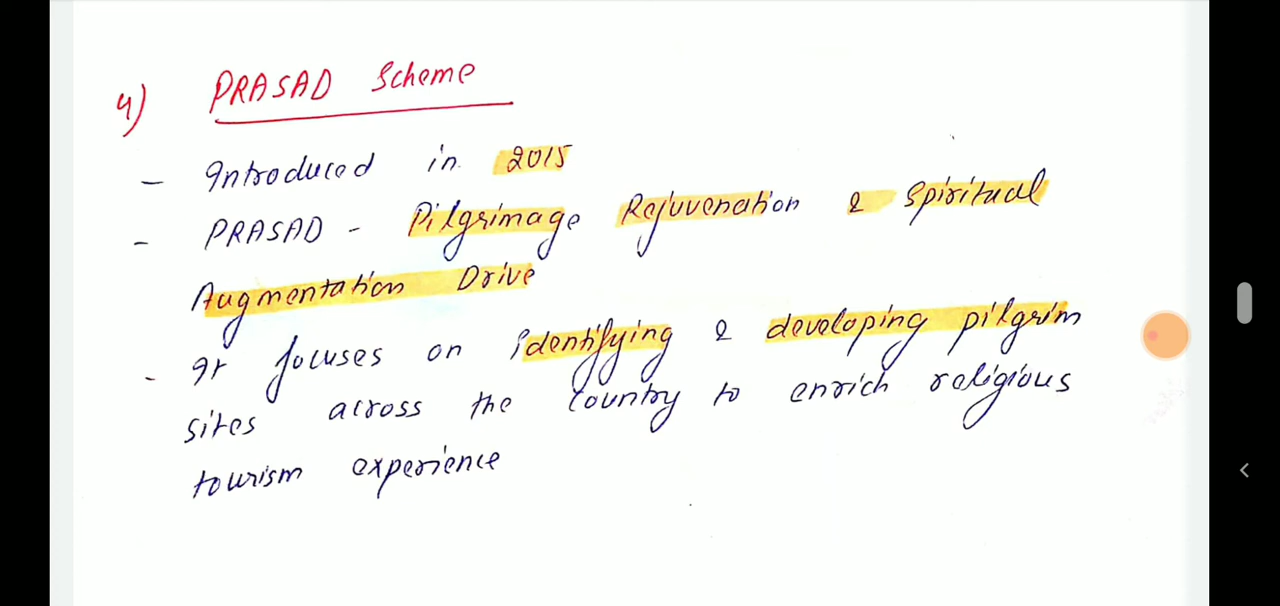 4) PRASAD Scheme
- Introduced in 2015
- PRASAD - Pilgrimage Rejuvenation & Spiritual
Augmentation Drive
- It focuses on identifying & developing pilgrim
sites across the country to enrich religious
tourism experience